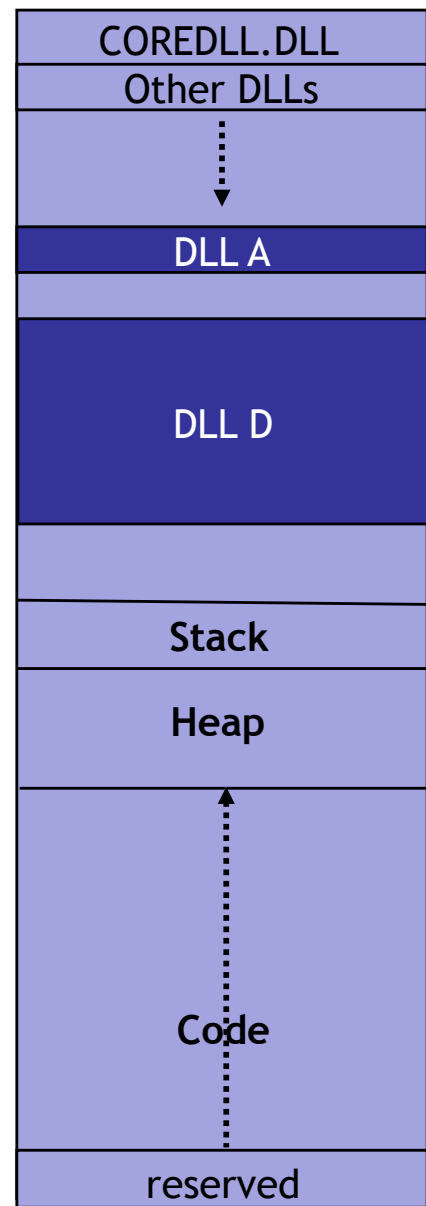 COREDLL.DLL
Other DLLs
DLL A
DLL D
Stack
Heap
Code
reserved